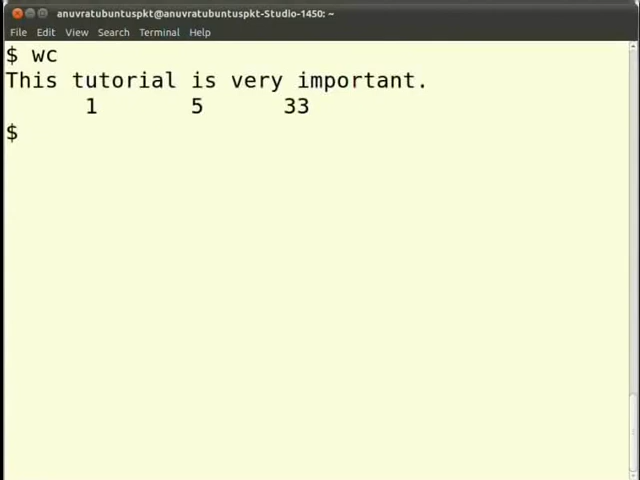 anuvratubuntuspkt@anuvratubuntuspkt-Studio-1450: ~
File Edit View Search Terminal Help
$ wc
This tutorial is very important.
1 5 33
$